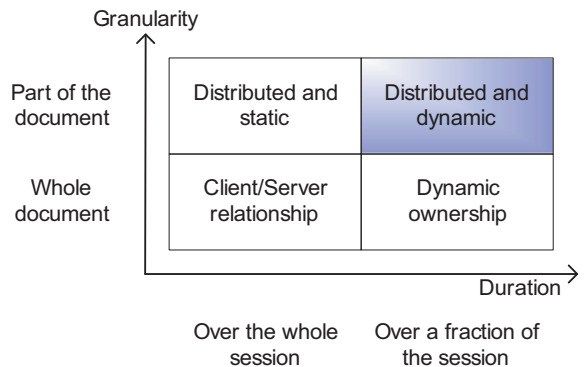 Granularity
Part of the
document
Distributed and
static
Distributed and
dynamic
Whole
document
Client/Server
relationship
Dynamic
ownership
Duration
Over the whole
session
Over a fraction of
the session